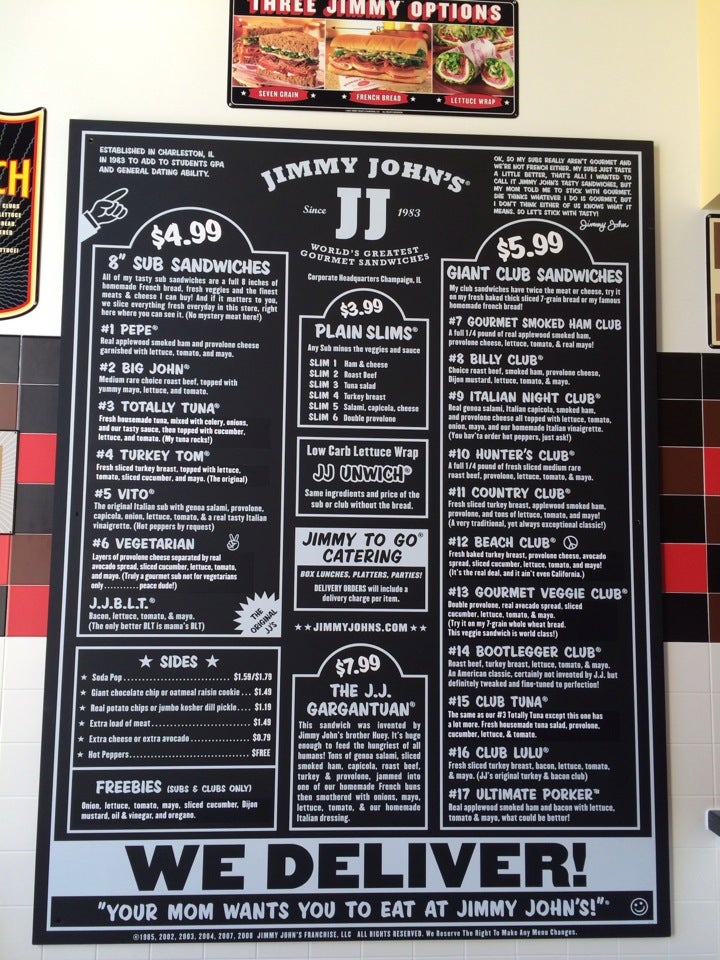 THREE JIMMY OPTIONS
8"
SEVEN GRAIN
FRENCH BREAD
LETTUCE WRAP
CH
ESTABLISHED IN CHARLESTON, IL
IN 1983 TO ADD TO STUDENTS GPA
AND GENERAL DATING ABILITY.
JIMMY JOHN'S®
Since JJ 1983
WORLD'S GREATEST
GOURMET SANDWICHES
Corporate Headquarters Champaign, IL
OK, SO MY SUBS REALLY AREN'T GOURMET AND
WE'RE NOT FRENCH EITHER. MY SUBS JUST TASTE
A LITTLE BETTER, THAT'S ALL! I WANTED TO
CALL IT JIMMY JOHN'S TASTY SANDWICHES, BUT
MY MOM TOLD ME TO STICK WITH GOURMET.
SHE THINKS WHATEVER I DO IS GOURMET, BUT
I DON'T THINK EITHER OF US KNOWS WHAT IT
MEANS. SO LET'S STICK WITH TASTY!
Jimmy John
$4.99
8" SUB SANDWICHES
All of my tasty sub sandwiches are a full 8 inches of
homemade French bread, fresh veggies and the finest
meats & cheese I can buy! And if it matters to you,
we slice everything fresh everyday in this store, right
here where you can see it. (No mystery meat here!)
#1 PEPE®
Real applewood smoked ham and provolone cheese
garnished with lettuce, tomato, and mayo.
#2 BIG JOHN®
Medium rare choice roast beef, topped with
yummy mayo, lettuce, and tomato.
#3 TOTALLY TUNA®
Fresh housemade tuna, mixed with celery, onions,
and our tasty sauce, then topped with cucumber,
lettuce, and tomato. (My tuna rocks!)
#4 TURKEY TOM®
Fresh sliced turkey breast, topped with lettuce,
tomato, sliced cucumber, and mayo. (The original)
#5 VITO®
The original Italian sub with genoa salami, provolone,
capicola, onion, lettuce, tomato, & a real tasty Italian
vinaigrette. (Hot peppers by request)
#6 VEGETARIAN
Layers of provolone cheese separated by real
avocado spread, sliced cucumber, lettuce, tomato,
and mayo. (Truly a gourmet sub not for vegetarians
only ........... peace dude!)
J.J.B.L.T.®
Bacon, lettuce, tomato, & mayo.
(The only better BLT is mama's BLT)
THE
ORIGINAL
JJ'S
★ SIDES ★
★ Soda Pop ........ $1.59/$1.79
★ Giant chocolate chip or oatmeal raisin cookie ... $1.49
★ Real potato chips or jumbo kosher dill pickle.... $1.19
★ Extra load of meat ........ $1.49
★ Extra cheese or extra avocado ........ $0.79
★ Hot Peppers ........ $FREE
FREEBIES (SUBS & CLUBS ONLY)
Onion, lettuce, tomato, mayo, sliced cucumber, Dijon
mustard, oil & vinegar, and oregano.
$3.99
PLAIN SLIMS®
Any Sub minus the veggies and sauce
SLIM 1 Ham & cheese
SLIM 2 Roast Beef
SLIM 3 Tuna salad
SLIM 4 Turkey breast
SLIM 5 Salami, capicola, cheese
SLIM 6 Double provolone
Low Carb Lettuce Wrap
JJ UNWICH®
Same ingredients and price of the
sub or club without the bread.
JIMMY TO GO®
CATERING
BOX LUNCHES, PLATTERS, PARTIES!
DELIVERY ORDERS will include a
delivery charge per item.
★★ JIMMYJOHNS.COM ★★
$7.99
THE J.J.
GARGANTUAN®
This sandwich was invented by
Jimmy John's brother Huey. It's huge
enough to feed the hungriest of all
humans! Tons of genoa salami, sliced
smoked ham, capicola, roast beef,
turkey & provolone, jammed into
one of our homemade French buns
then smothered with onions, mayo,
lettuce, tomato, & our homemade
Italian dressing.
$5.99
GIANT CLUB SANDWICHES
My club sandwiches have twice the meat or cheese, try it
on my fresh baked thick sliced 7-grain bread or my famous
homemade french bread!
#7 GOURMET SMOKED HAM CLUB
A full 1/4 pound of real applewood smoked ham,
provolone cheese, lettuce, tomato, & real mayo!
#8 BILLY CLUB®
Choice roast beef, smoked ham, provolone cheese,
Dijon mustard, lettuce, tomato, & mayo.
#9 ITALIAN NIGHT CLUB®
Real genoa salami, Italian capicola, smoked ham,
and provolone cheese all topped with lettuce, tomato,
onion, mayo, and our homemade Italian vinaigrette.
(You hav'ta order hot peppers, just ask!)
#10 HUNTER'S CLUB®
A full 1/4 pound of fresh sliced medium rare
roast beef, provolone, lettuce, tomato, & mayo.
#11 COUNTRY CLUB®
Fresh sliced turkey breast, applewood smoked ham,
provolone, and tons of lettuce, tomato, and mayo!
(A very traditional, yet always exceptional classic!)
#12 BEACH CLUB®
Fresh baked turkey breast, provolone cheese, avocado
spread, sliced cucumber, lettuce, tomato, and mayo!
(It's the real deal, and it ain't even California.)
#13 GOURMET VEGGIE CLUB®
Double provolone, real avocado spread, sliced
cucumber, lettuce, tomato, & mayo.
(Try it on my 7-grain whole wheat bread.
This veggie sandwich is world class!)
#14 BOOTLEGGER CLUB®
Roast beef, turkey breast, lettuce, tomato, & mayo.
An American classic, certainly not invented by J.J. but
definitely tweaked and fine-tuned to perfection!
#15 CLUB TUNA®
The same as our #3 Totally Tuna except this one has
a lot more. Fresh housemade tuna salad, provolone,
cucumber, lettuce, & tomato.
#16 CLUB LULU®
Fresh sliced turkey breast, bacon, lettuce, tomato,
& mayo. (JJ's original turkey & bacon club)
#17 ULTIMATE PORKER™
Real applewood smoked ham and bacon with lettuce,
tomato & mayo, what could be better!
WE DELIVER!
"YOUR MOM WANTS YOU TO EAT AT JIMMY JOHN'S!"®
©1985, 2002, 2003, 2004, 2007, 2008 JIMMY JOHN'S FRANCHISE, LLC ALL RIGHTS RESERVED. We Reserve The Right To Make Any Menu Changes.